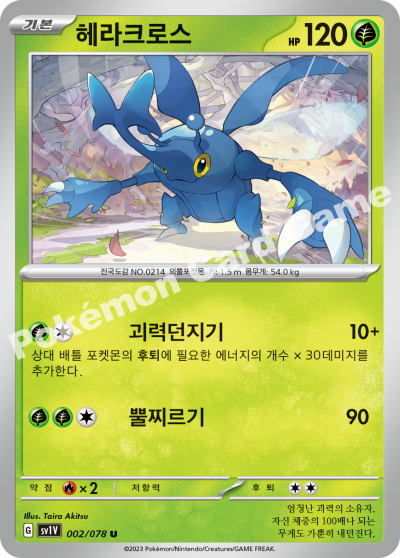 기본 헤라크로스 HP 120
전국도감 NO.0214 외뿔포켓몬 키: 1.5 m 몸무게: 54.0 kg
괴력던지기 10+
상대 배틀 포켓몬의 후퇴에 필요한 에너지의 개수 × 30데미지를
추가한다.
뿔찌르기 90
약점 ×2 저항력 후퇴
Illus. Taira Akitsu
엄청난 괴력의 소유자.
자신 체중의 100배나 되는
무게도 가뿐히 내던진다.
G sv1V 002/078 U
©2023 Pokémon/Nintendo/Creatures/GAME FREAK.
Pokémon Card Game